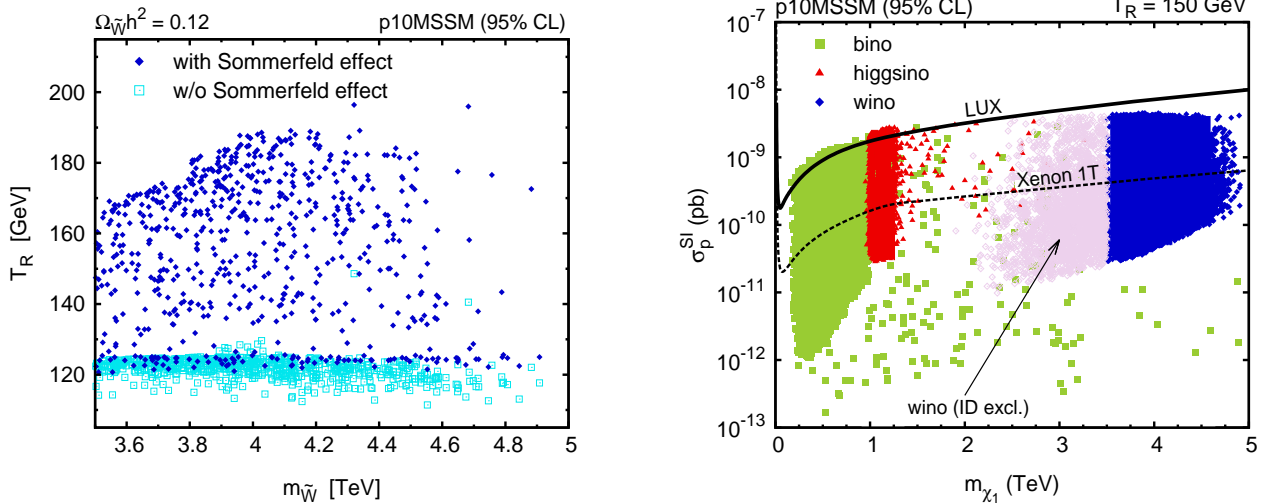 Ω_W̃h² = 0.12 p10MSSM (95% CL)
with Sommerfeld effect
w/o Sommerfeld effect
200
180
160
140
120
T_R [GeV]
3.6 3.8 4 4.2 4.4 4.6 4.8 5
m_W̃ [TeV]
p10MSSM (95% CL) T_R = 150 GeV
bino
higgsino
wino
LUX
Xenon 1T
wino (ID excl.)
10⁻⁷
10⁻⁸
10⁻⁹
10⁻¹⁰
10⁻¹¹
10⁻¹²
10⁻¹³
σ_p^SI (pb)
0 1 2 3 4 5
m_χ₁ (TeV)